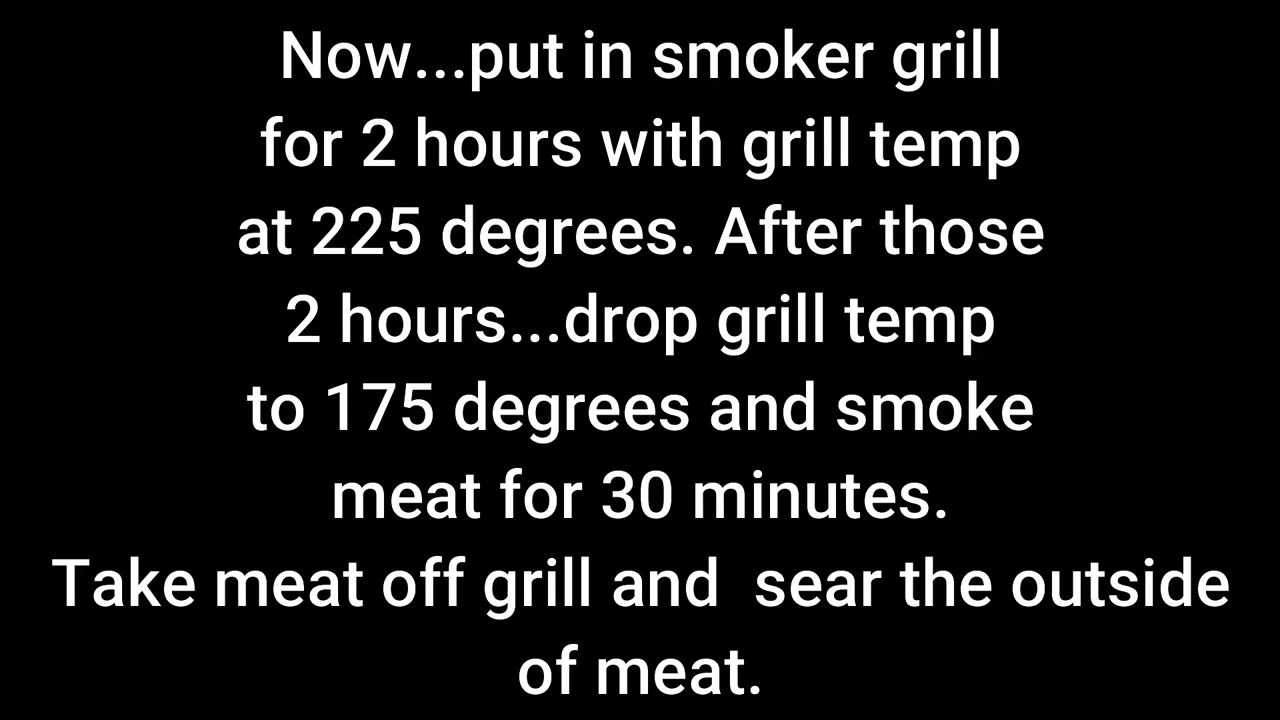 Now...put in smoker grill
for 2 hours with grill temp
at 225 degrees. After those
2 hours...drop grill temp
to 175 degrees and smoke
meat for 30 minutes.
Take meat off grill and  sear the outside
of meat.